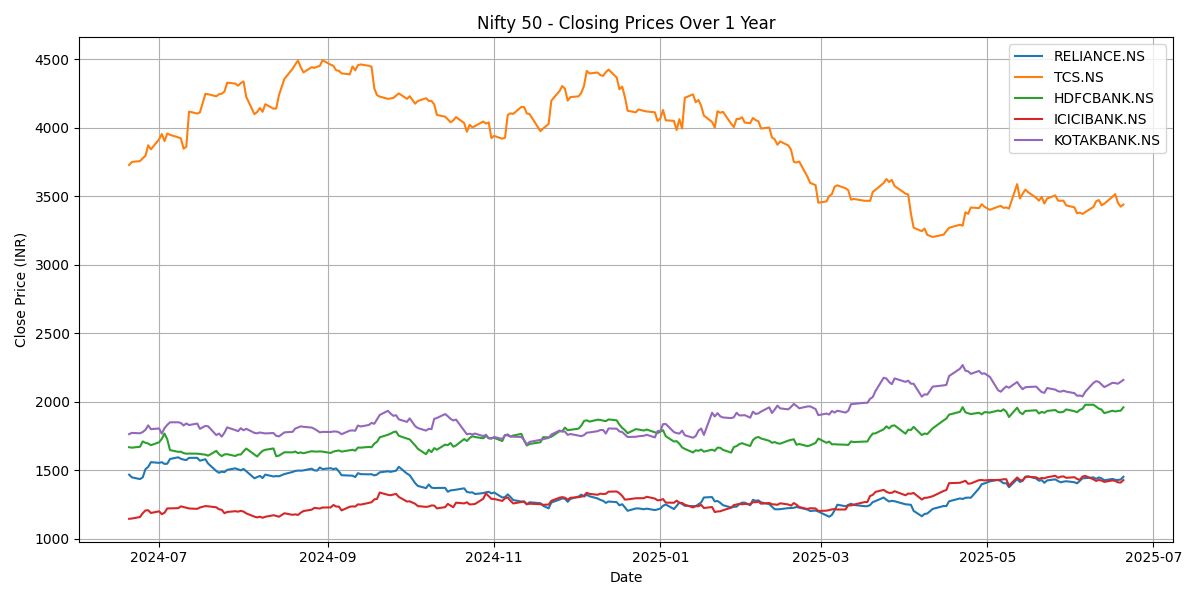 Nifty 50 - Closing Prices Over 1 Year
RELIANCE.NS
TCS.NS
HDFCBANK.NS
ICICIBANK.NS
KOTAKBANK.NS
Close Price (INR)
4500
4000
3500
3000
2500
2000
1500
1000
2024-07
2024-09
2024-11
2025-01
2025-03
2025-05
2025-07
Date